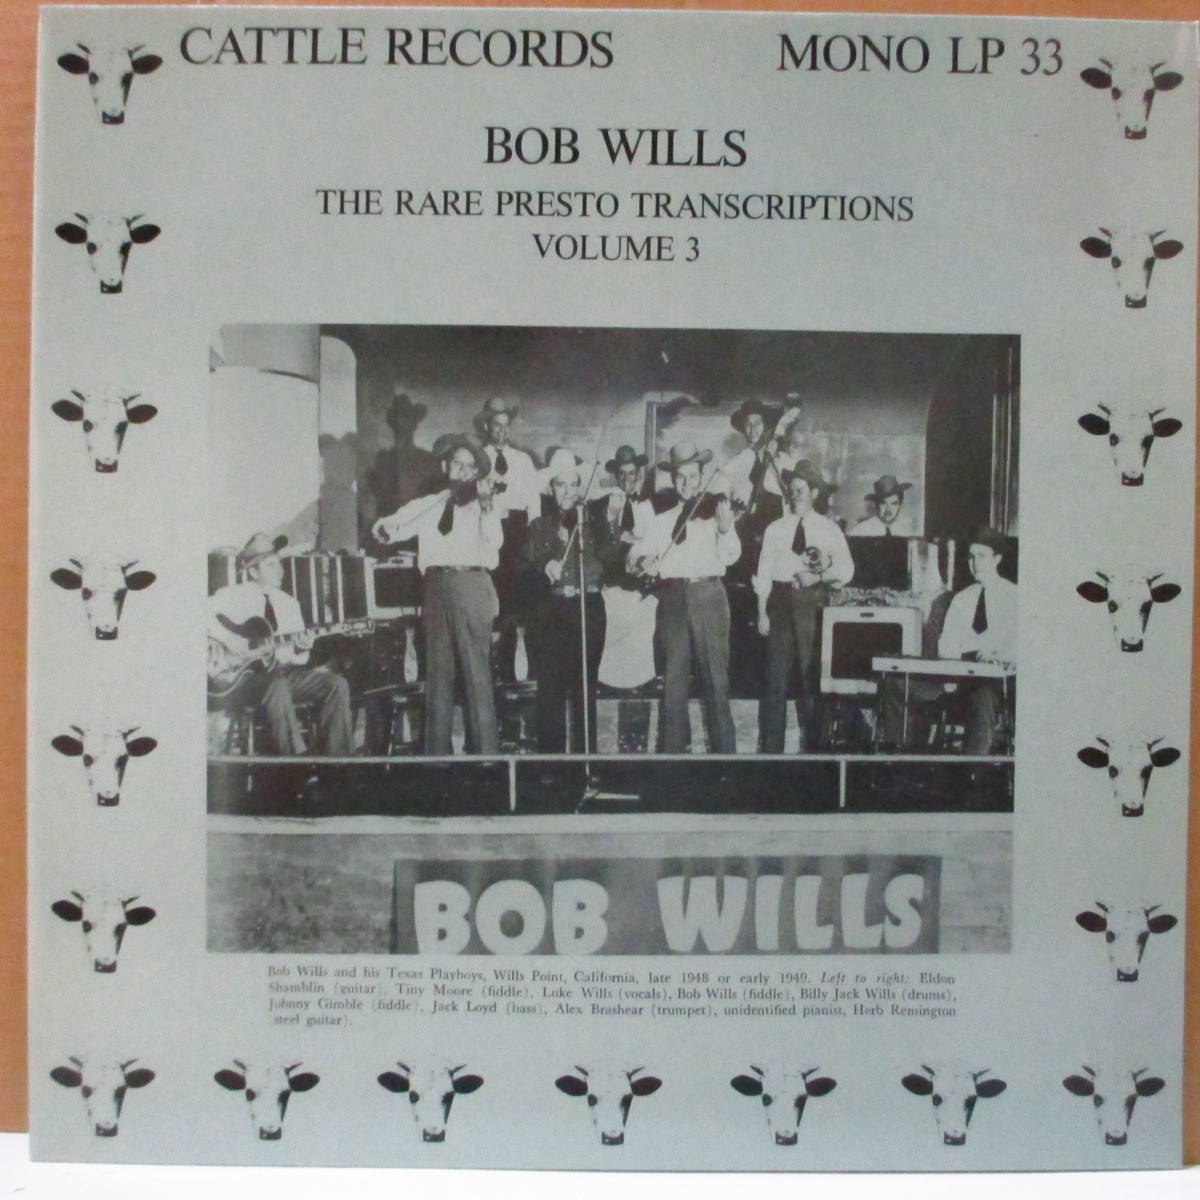 CATTLE RECORDS MONO LP 33
BOB WILLS
THE RARE PRESTO TRANSCRIPTIONS
VOLUME 3
BOB WILLS
Bob Wills and his Texas Playboys, Wills Point, California, late 1948 or early 1949. Left to right: Eldon
Shamblin (guitar), Tiny Moore (fiddle), Luke Wills (vocals), Bob Wills (fiddle), Billy Jack Wills (drums),
Johnny Gimble (fiddle), Jack Loyd (bass), Alex Brashear (trumpet), unidentified pianist, Herb Remington
steel guitar).